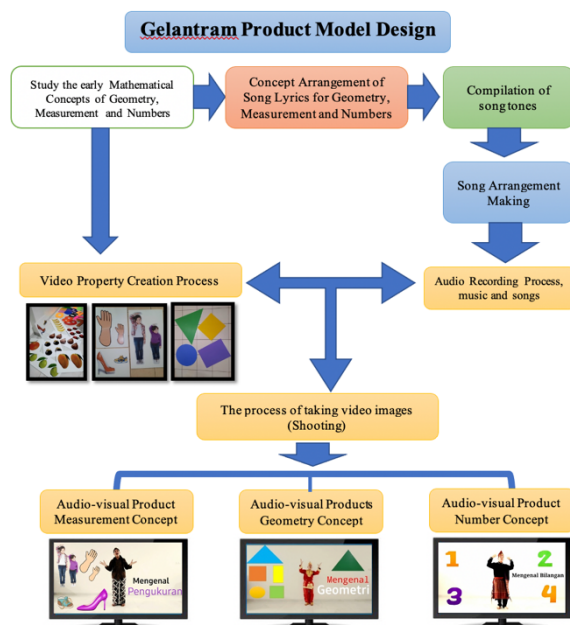 Gelantram Product Model Design
Study the early Mathematical
Concepts of Geometry,
Measurement and Numbers
Concept Arrangement of
Song Lyrics for Geometry,
Measurement and Numbers
Compilation of
song tones
Song Arrangement
Making
Video Property Creation Process
Audio Recording Process,
music and songs
The process of taking video images
(Shooting)
Audio-visual Product
Measurement Concept
Audio-visual Products
Geometry Concept
Audio-visual Product
Number Concept
Mengenal
Pengukuran
Mengenal
Geometri
1
2
Mengenal Bilangan
3
4